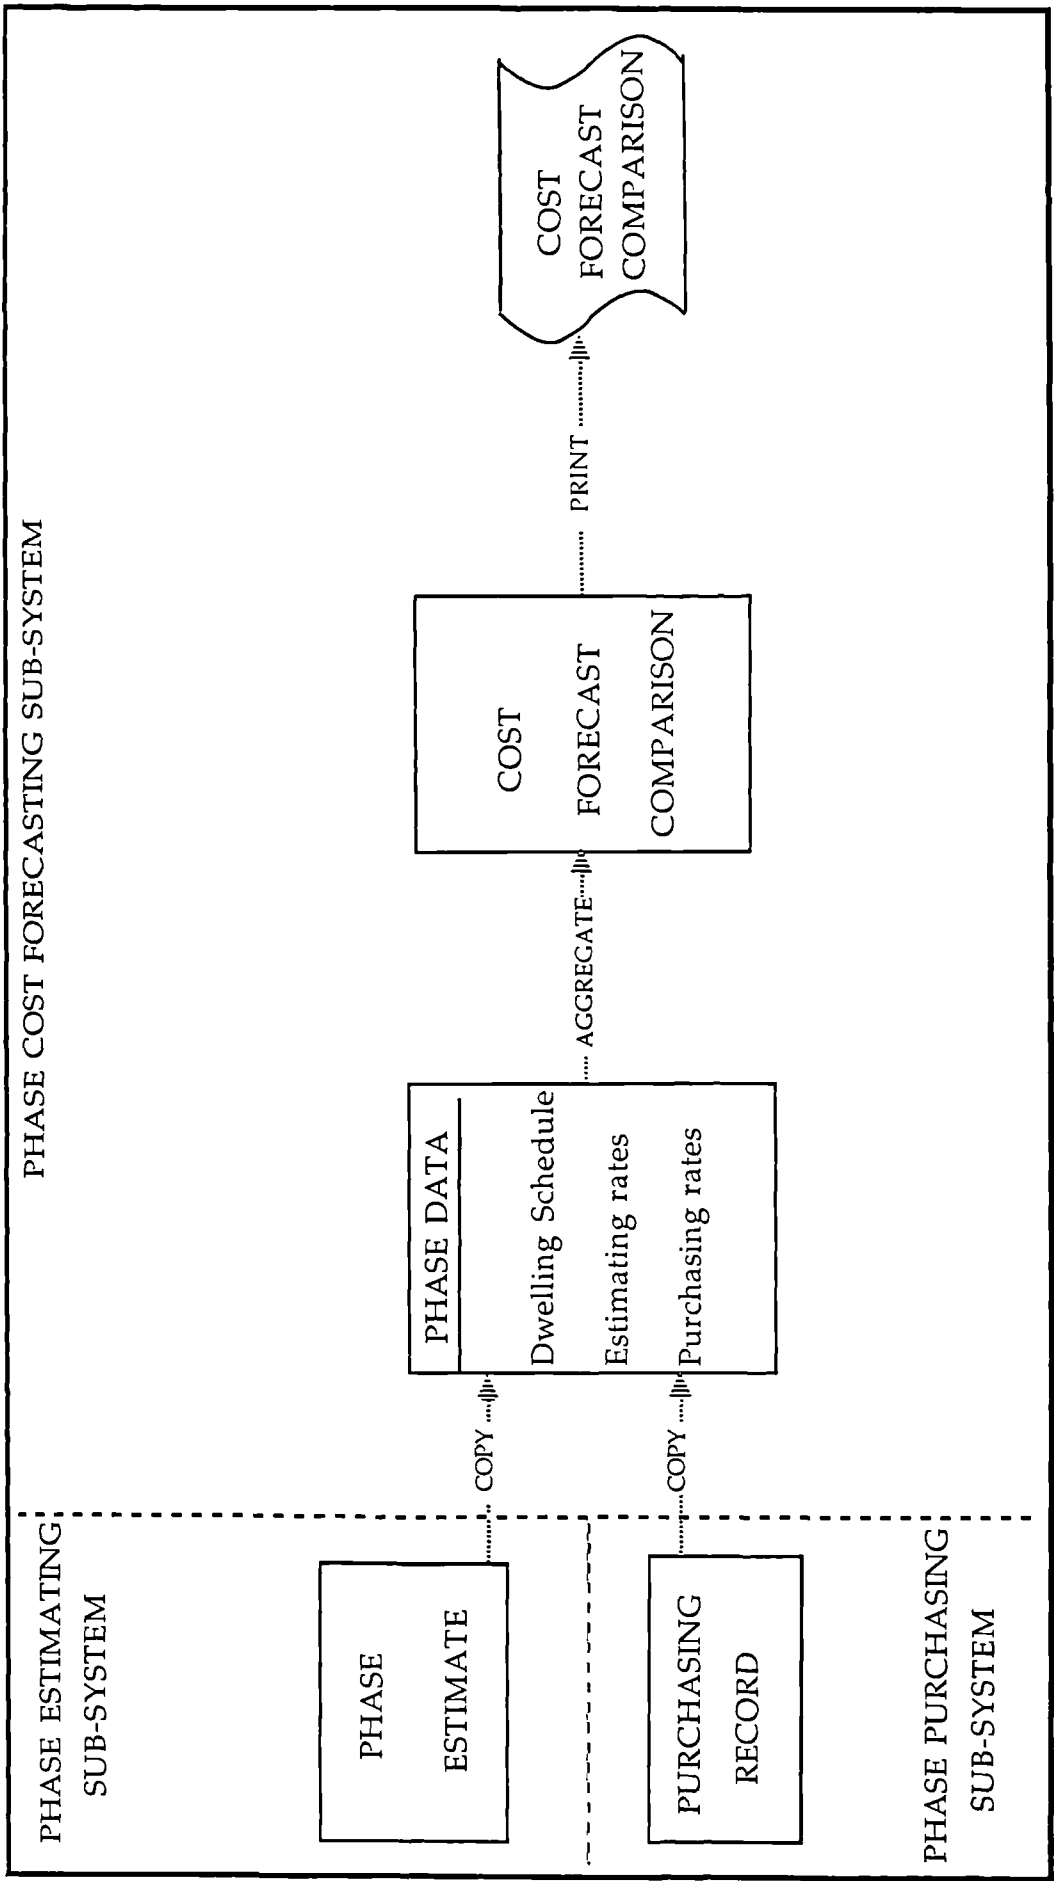 PHASE ESTIMATING
SUB-SYSTEM
PHASE COST FORECASTING SUB-SYSTEM
PHASE
ESTIMATE
COPY
PHASE DATA
Dwelling Schedule
Estimating rates
Purchasing rates
AGGREGATE
COST
FORECAST
COMPARISON
PRINT
COST
FORECAST
COMPARISON
PURCHASING
RECORD
COPY
PHASE PURCHASING
SUB-SYSTEM